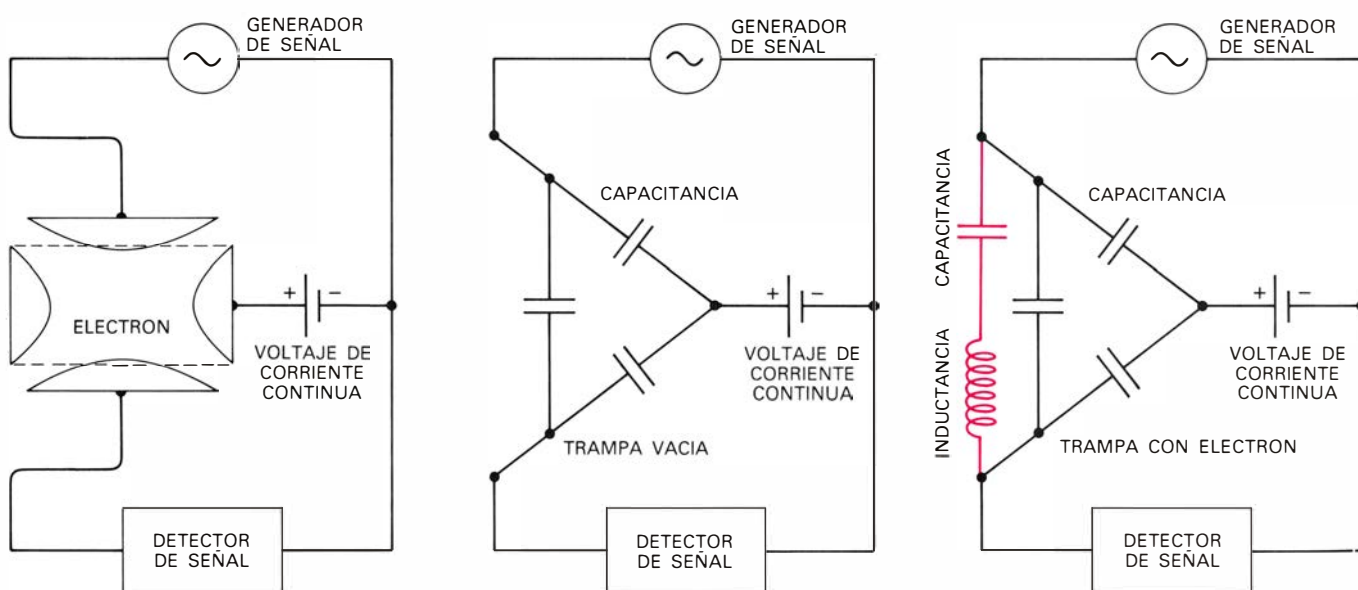 GENERADOR
DE SEÑAL
+ −
ELECTRON
VOLTAJE DE
CORRIENTE
CONTINUA
DETECTOR
DE SEÑAL
GENERADOR
DE SEÑAL
CAPACITANCIA
+ −
VOLTAJE DE
CORRIENTE
CONTINUA
TRAMPA VACIA
DETECTOR
DE SEÑAL
GENERADOR
DE SEÑAL
CAPACITANCIA
CAPACITANCIA
+ −
INDUCTANCIA
VOLTAJE DE
CORRIENTE
CONTINUA
TRAMPA CON ELECTRON
DETECTOR
DE SEÑAL